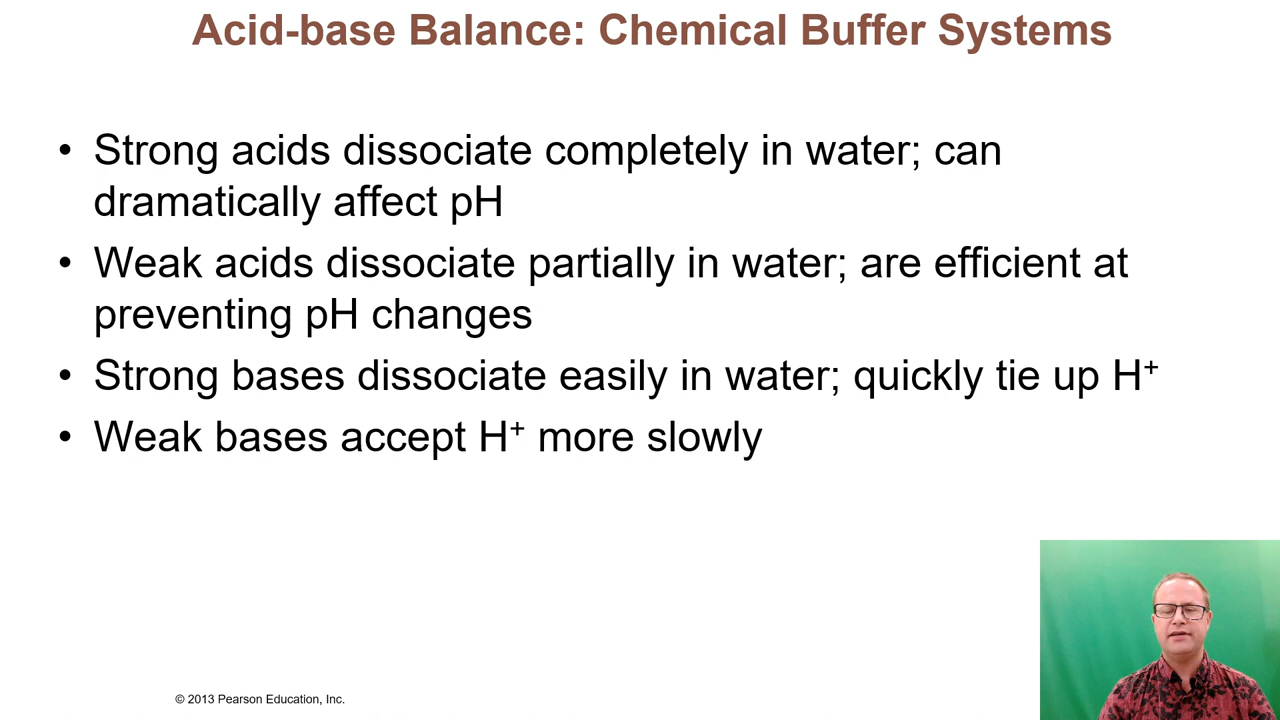 Acid-base Balance: Chemical Buffer Systems
• Strong acids dissociate completely in water; can
dramatically affect pH
• Weak acids dissociate partially in water; are efficient at
preventing pH changes
• Strong bases dissociate easily in water; quickly tie up H⁺
• Weak bases accept H⁺ more slowly
© 2013 Pearson Education, Inc.